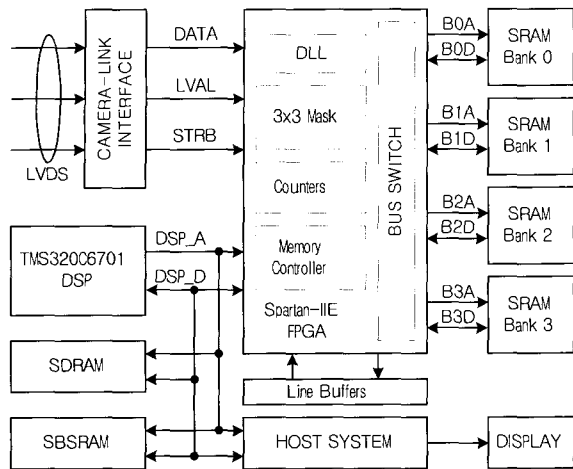 LVDS
CAMERA-LINK
INTERFACE
DATA
LVAL
STRB
DLL
3x3 Mask
Counters
Memory
Controller
Spartan-IIE
FPGA
BUS SWITCH
B0A
B0D
B1A
B1D
B2A
B2D
B3A
B3D
SRAM
Bank 0
SRAM
Bank 1
SRAM
Bank 2
SRAM
Bank 3
TMS320C6701
DSP
DSP_A
DSP_D
SDRAM
SBSRAM
Line Buffers
HOST SYSTEM
DISPLAY